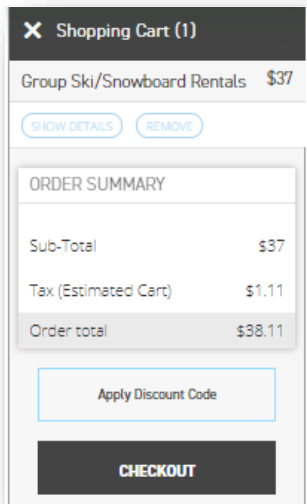 X Shopping Cart (1)
Group Ski/Snowboard Rentals $37
SHOW DETAILS REMOVE
ORDER SUMMARY
Sub-Total $37
Tax (Estimated Cart) $1.11
Order total $38.11
Apply Discount Code
CHECKOUT